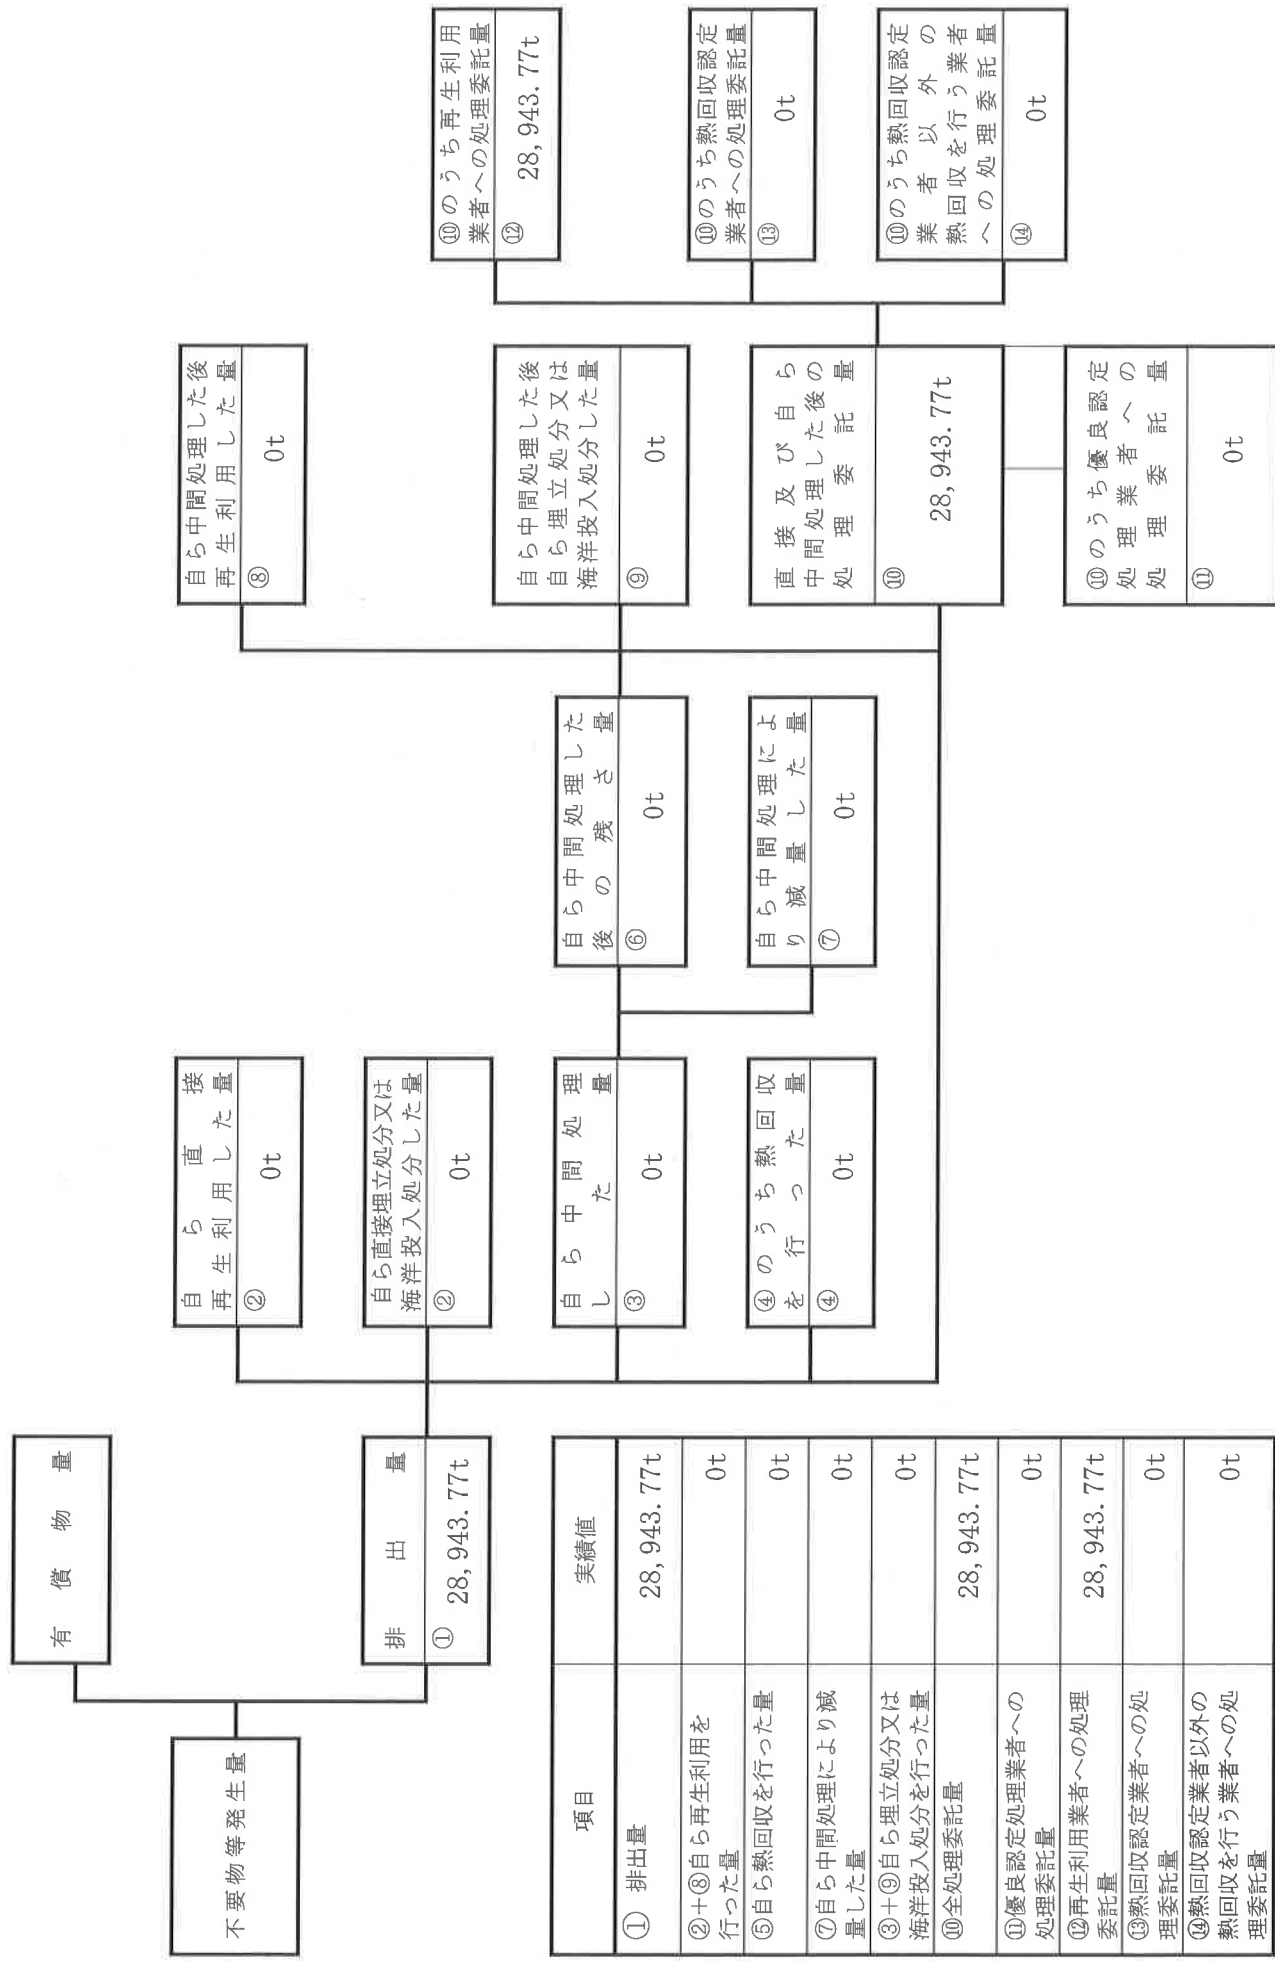 不要物等発生量
有償物量
排出量
① 28,943.77t
自ら直接
再生利用した量
②
0t
自ら直接埋立処分又は
海洋投入処分した量
②
0t
自ら中間処理
した量
③
0t
④のうち熱回収
を行った量
④
0t
自ら中間処理した
後の残さ量
⑥
0t
自ら中間処理によ
り減量した量
⑦
0t
自ら中間処理した後
再生利用した量
⑧
0t
自ら中間処理した後
自ら埋立処分又は
海洋投入処分した量
⑨
0t
直接及び自ら
中間処理した後の
処理委託量
⑩
28,943.77t
⑩のうち優良認定
処理業者への
処理委託量
⑪
0t
⑩のうち再生利用
業者への処理委託量
⑫
28,943.77t
⑩のうち熱回収認定
業者への処理委託量
⑬
0t
⑩のうち熱回収認定
業者以外の
熱回収を行う業者
への処理委託量
⑭
0t
項目 実績値
① 排出量 28,943.77t
②+⑧自ら再生利用を
行った量 0t
⑤自ら熱回収を行った量 0t
⑦自ら中間処理により減
量した量 0t
③+⑨自ら埋立処分又は
海洋投入処分を行った量 0t
⑩全処理委託量 28,943.77t
⑪優良認定処理業者への
処理委託量 0t
⑫再生利用業者への処理
委託量 28,943.77t
⑬熱回収認定業者への処
理委託量 0t
⑭熱回収認定業者以外の
熱回収を行う業者への処
理委託量 0t